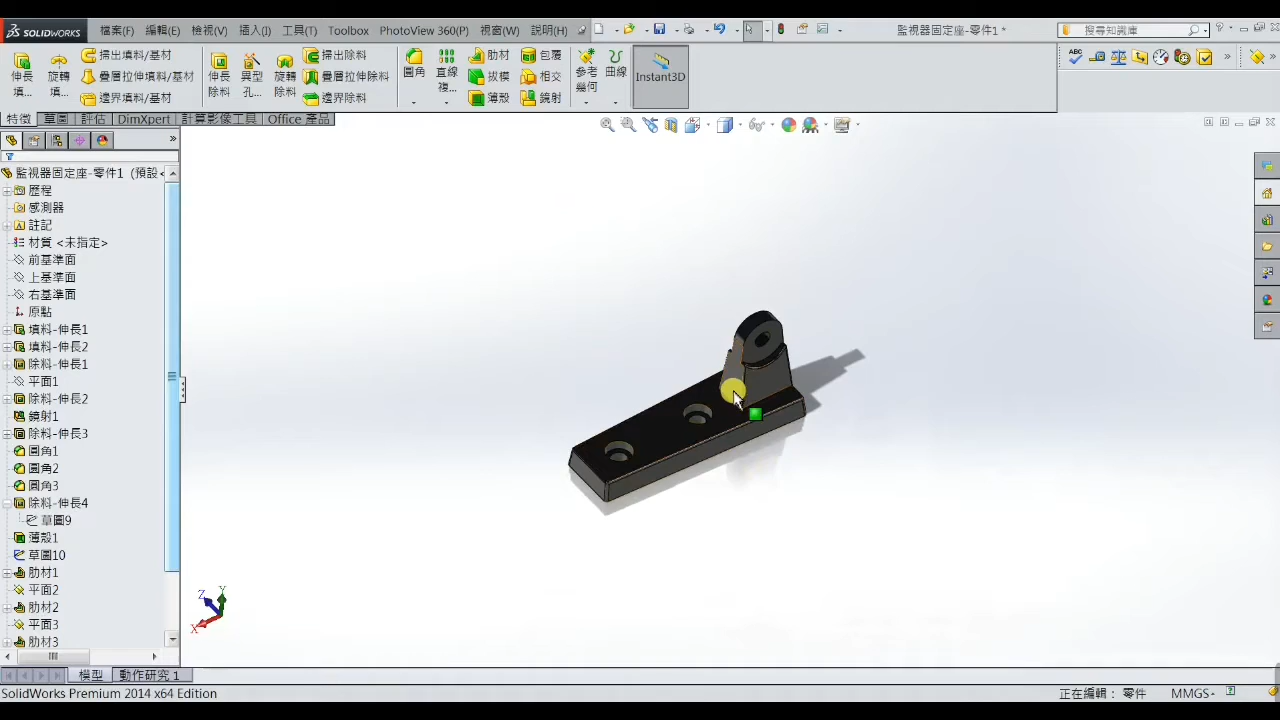 SOLIDWORKS 檔案(F) 編輯(E) 檢視(V) 插入(I) 工具(T) Toolbox PhotoView 360(P) 視窗(W) 說明(H) 監視器固定座-零件1 * 搜尋知識庫
伸長填... 旋轉填... 掃出填料/基材 疊層拉伸填料/基材 邊界填料/基材
伸長除料 異型孔... 旋轉除料 掃出除料 疊層拉伸除料 邊界除料
圓角 直線複... 肋材 拔模 薄殼 包覆 相交 鏡射
參考幾何 曲線 Instant3D
特徵 草圖 評估 DimXpert 計算影像工具 Office 產品
監視器固定座-零件1 (預設<
歷程
感測器
註記
材質 <未指定>
前基準面
上基準面
右基準面
原點
填料-伸長1
填料-伸長2
除料-伸長1
平面1
除料-伸長2
鏡射1
除料-伸長3
圓角1
圓角2
圓角3
除料-伸長4
草圖9
薄殼1
草圖10
肋材1
平面2
肋材2
平面3
肋材3
Z Y X
模型 動作研究 1
SolidWorks Premium 2014 x64 Edition 正在編輯： 零件 MMGS